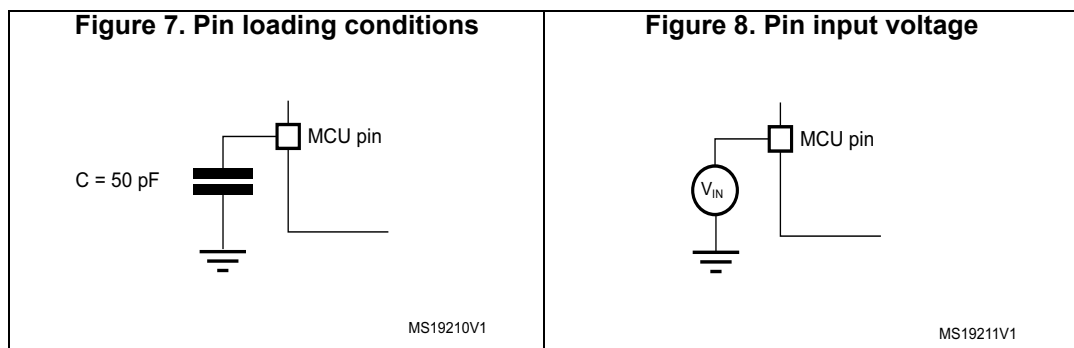 Figure 7. Pin loading conditions
MCU pin
C = 50 pF
MS19210V1
Figure 8. Pin input voltage
MCU pin
VIN
MS19211V1